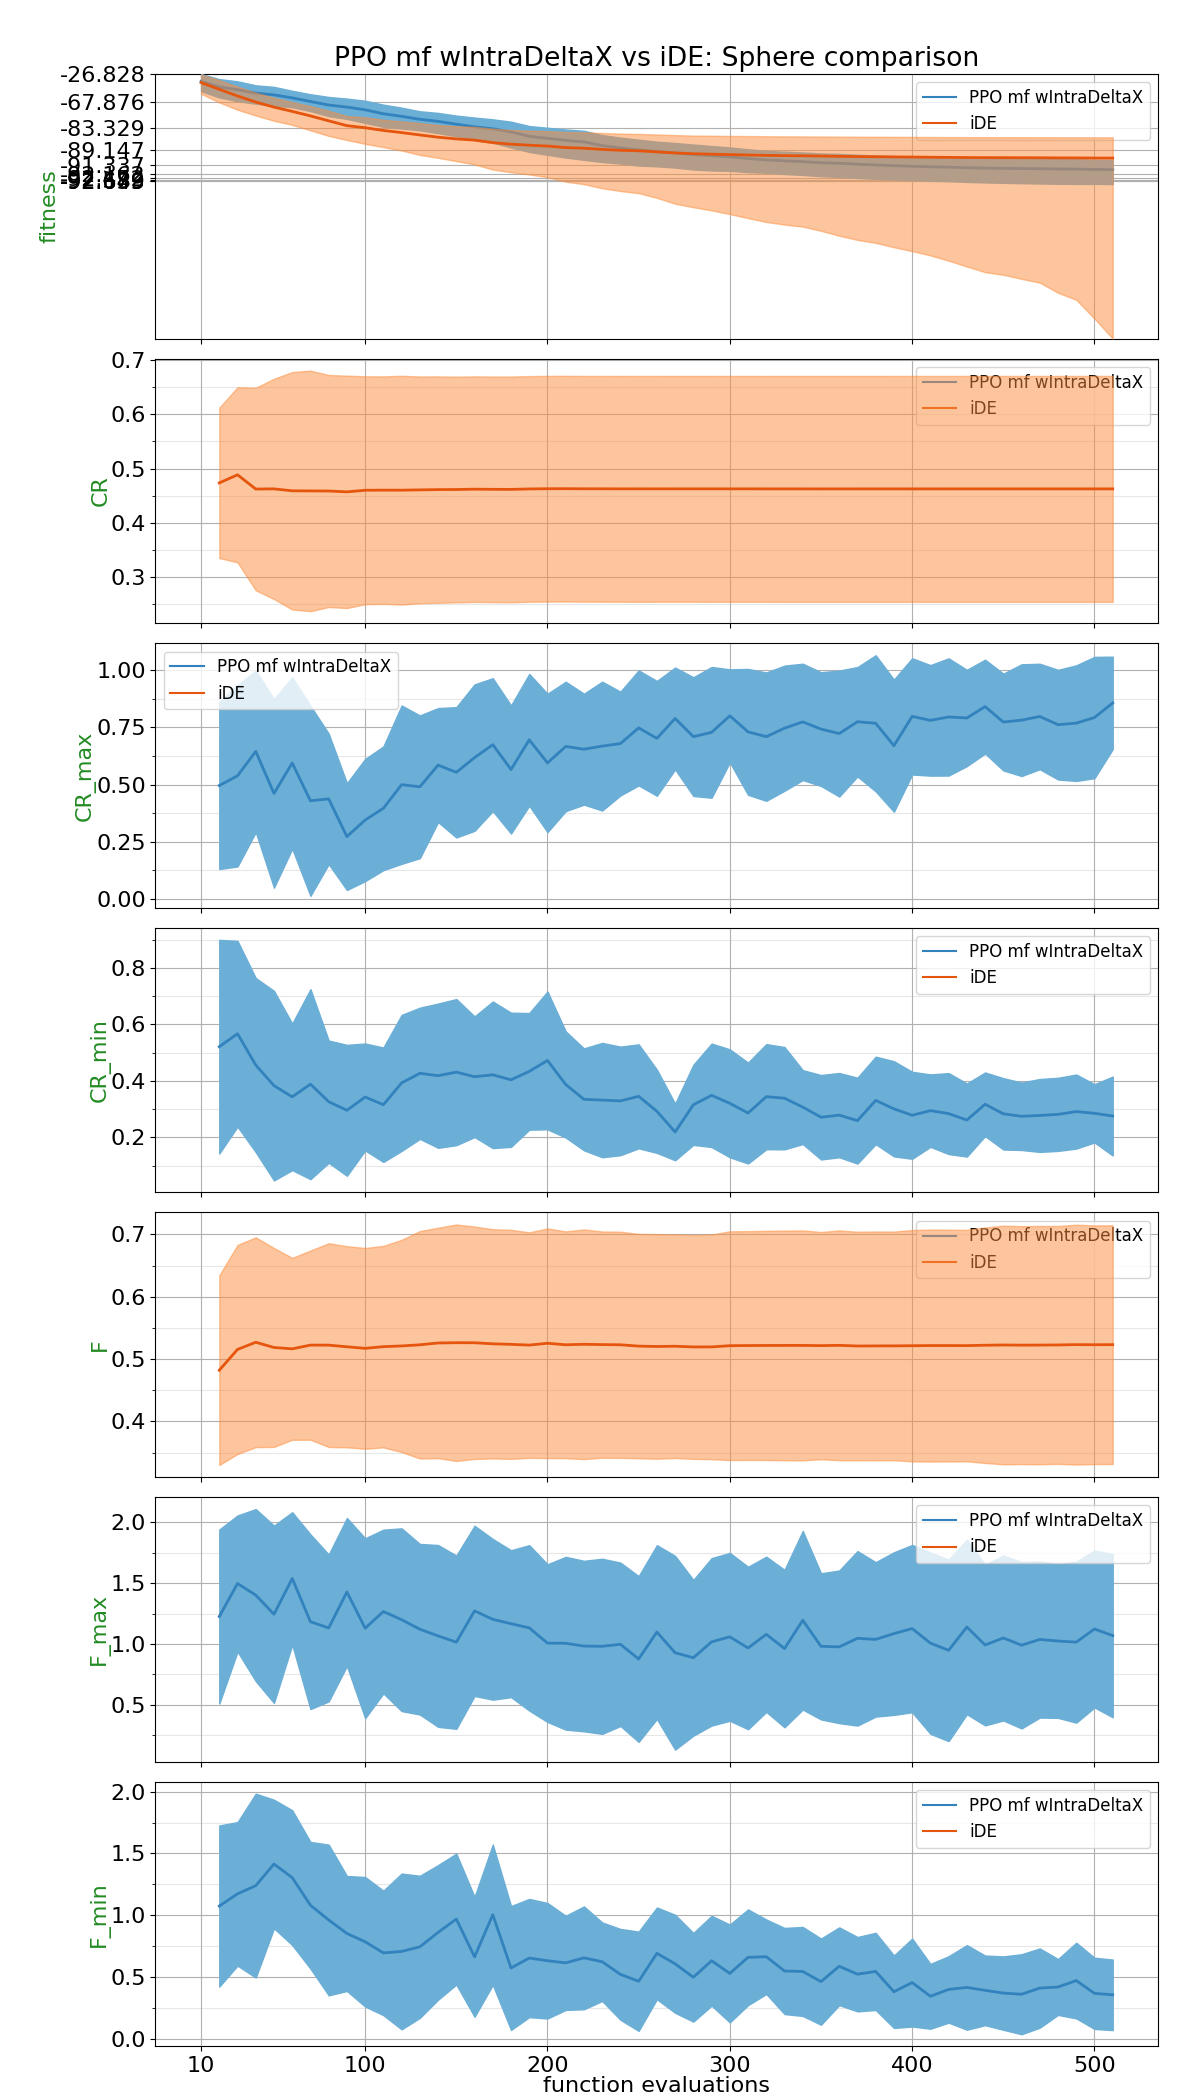 PPO mf wIntraDeltaX vs iDE: Sphere comparison
-26.828
-67.876
-83.329
-89.147
-91.337
fitness
PPO mf wIntraDeltaX
iDE
0.7
0.6
0.5
0.4
0.3
CR
PPO mf wIntraDeltaX
iDE
1.00
0.75
0.50
0.25
0.00
CR_max
PPO mf wIntraDeltaX
iDE
0.8
0.6
0.4
0.2
CR_min
PPO mf wIntraDeltaX
iDE
0.7
0.6
0.5
0.4
F
PPO mf wIntraDeltaX
iDE
2.0
1.5
1.0
0.5
F_max
PPO mf wIntraDeltaX
iDE
2.0
1.5
1.0
0.5
0.0
F_min
PPO mf wIntraDeltaX
iDE
10 100 200 300 400 500
function evaluations